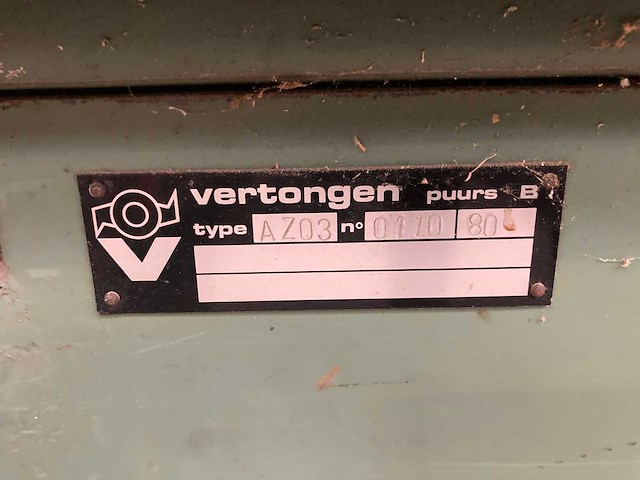 vertongen puurs B
type AZ03 n° 0110 80